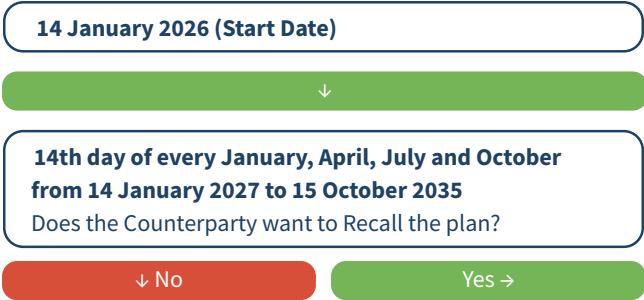 14 January 2026 (Start Date)
↓
14th day of every January, April, July and October
from 14 January 2027 to 15 October 2035
Does the Counterparty want to Recall the plan?
↓ No
Yes →